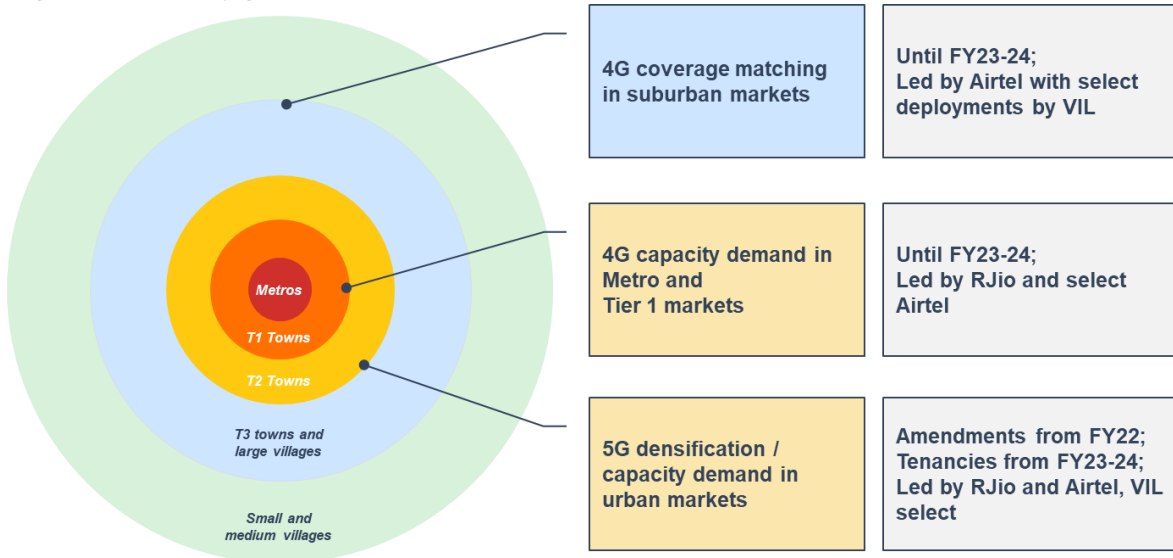 4G coverage matching
in suburban markets
Until FY23-24;
Led by Airtel with select
deployments by VIL
4G capacity demand in
Metro and
Tier 1 markets
Until FY23-24;
Led by RJio and select
Airtel
5G densification /
capacity demand in
urban markets
Amendments from FY22;
Tenancies from FY23-24;
Led by RJio and Airtel, VIL
select
Metros
T1 Towns
T2 Towns
T3 towns and
large villages
Small and
medium villages